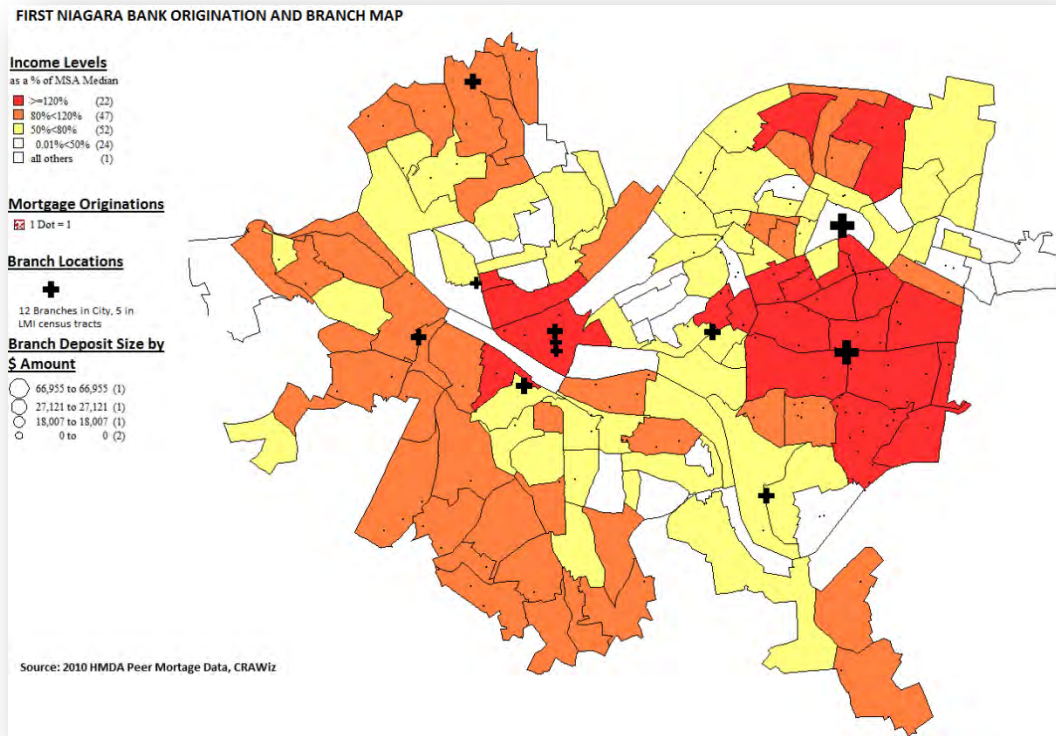 FIRST NIAGARA BANK ORIGINATION AND BRANCH MAP
Income Levels
as a % of MSA Median
>=120% (22)
80%<120% (47)
50%<80% (52)
0.01%<50% (24)
all others (1)
Mortgage Originations
1 Dot = 1
Branch Locations
12 Branches in City, 5 in
LMI census tracts
Branch Deposit Size by
$ Amount
66,955 to 66,955 (1)
27,121 to 27,121 (1)
18,007 to 18,007 (1)
0 to 0 (2)
Source: 2010 HMDA Peer Mortage Data, CRAWiz